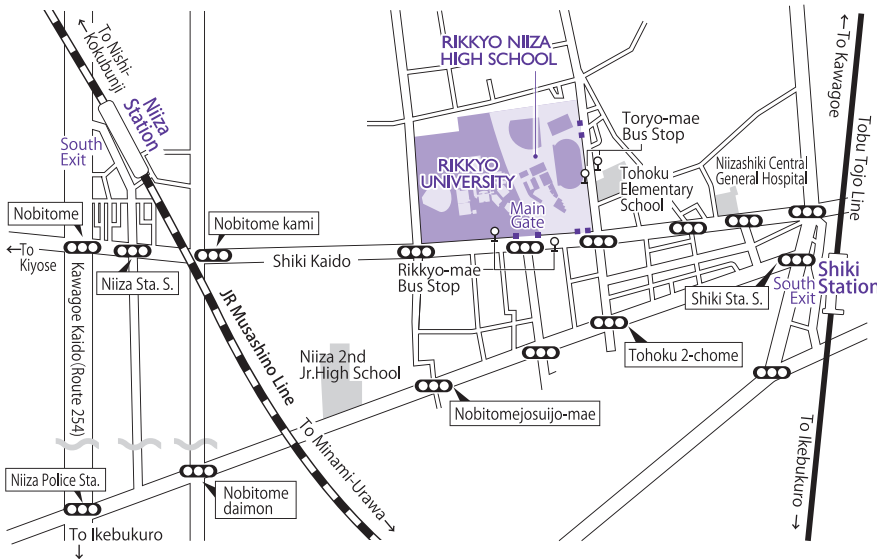 To Nishi-
Kokubunji
Niiza
Station
South
Exit
Nobitome
To
Kiyose
Niiza Sta. S.
Nobitome kami
Kawagoe Kaido (Route 254)
JR Musashino Line
Shiki Kaido
RIKKYO NIIZA
HIGH SCHOOL
RIKKYO
UNIVERSITY
Main
Gate
Rikkyo-mae
Bus Stop
Toryo-mae
Bus Stop
Tohoku
Elementary
School
Niizashiki Central
General Hospital
To Kawagoe
Tobu Tojo Line
Shiki
Station
South
Exit
Shiki Sta. S.
Tohoku 2-chome
Niiza 2nd
Jr.High School
Nobitomejosuijo-mae
To Minami-Urawa
To Ikebukuro
Niiza Police Sta.
Nobitome
daimon
To Ikebukuro